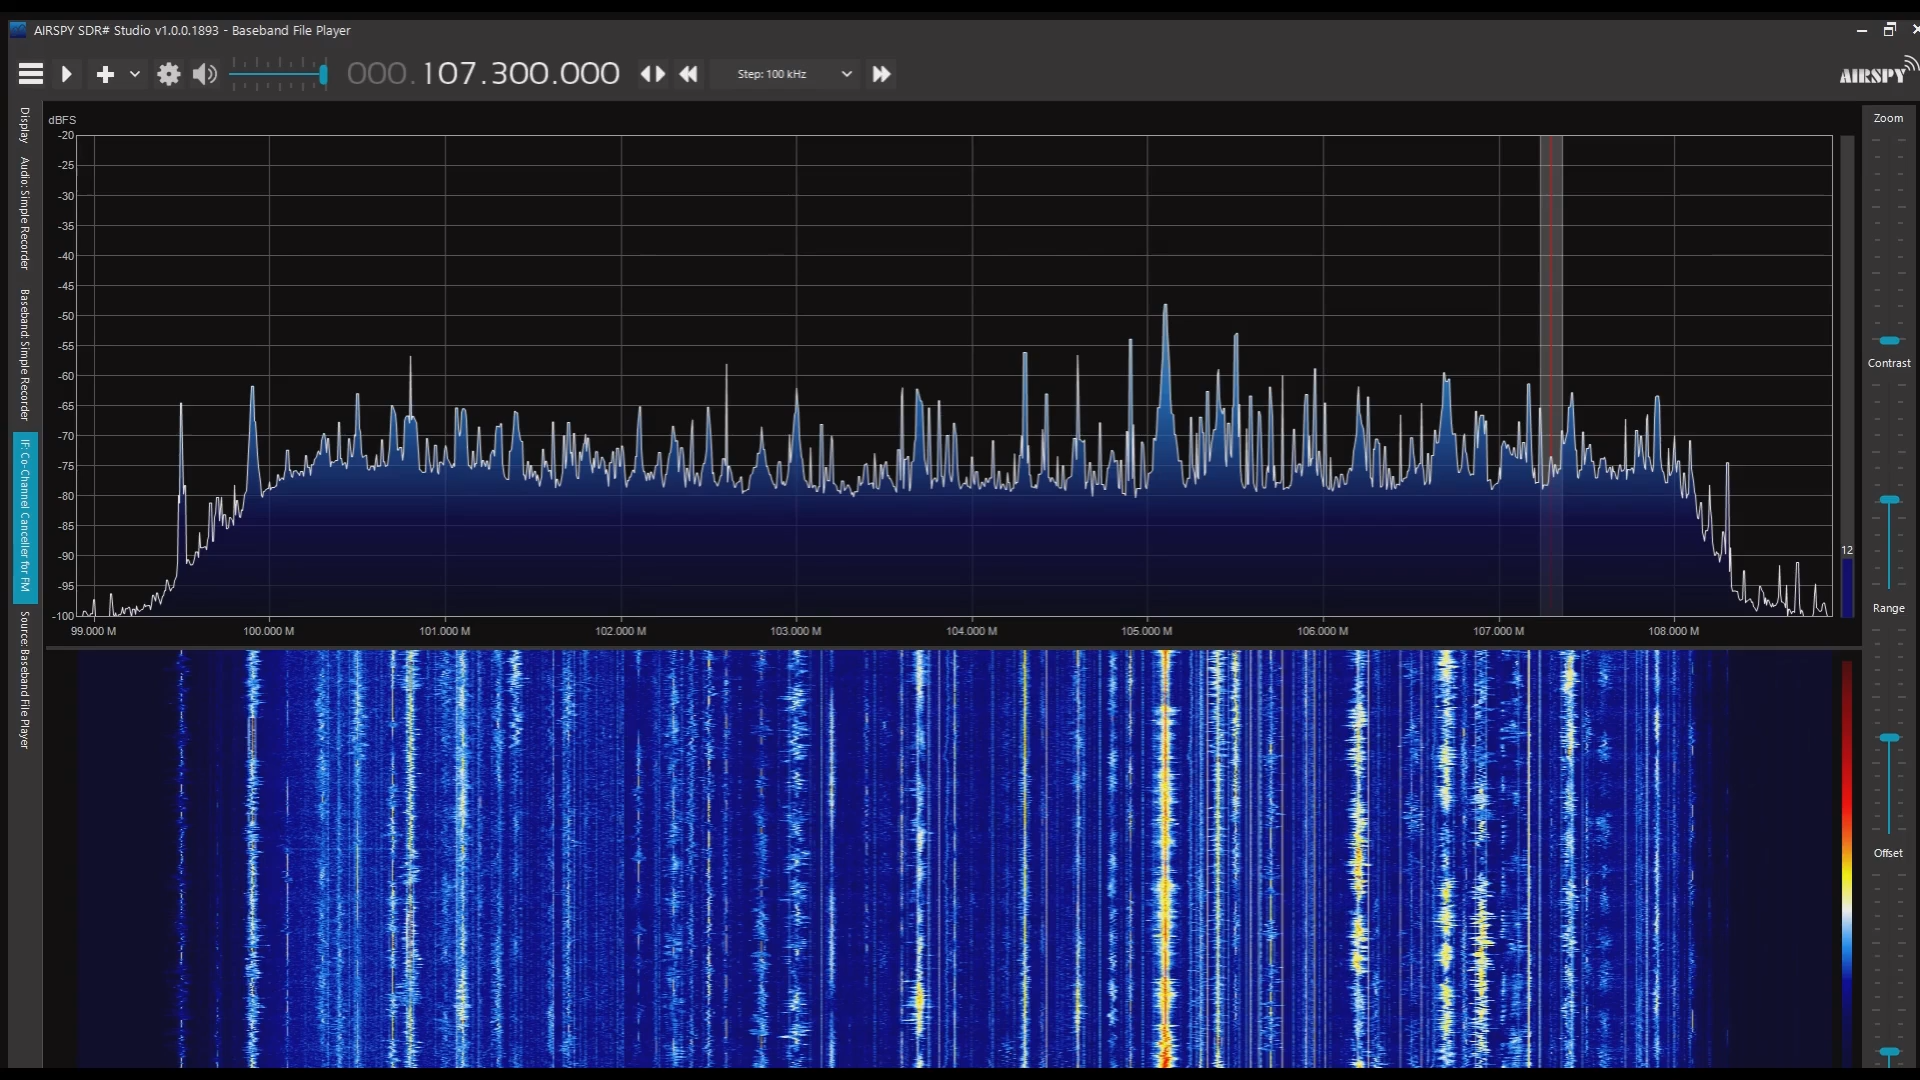 AIRSPY SDR# Studio v1.0.0.1893 - Baseband File Player
000.107.300.000
Step: 100 kHz
AIRSPY
Display
Audio: Simple Recorder
Baseband: Simple Recorder
IF: Co-Channel Canceller for FM
Source: Baseband File Player
dBFS
-20
-25
-30
-35
-40
-45
-50
-55
-60
-65
-70
-75
-80
-85
-90
-95
-100
99.000 M
100.000 M
101.000 M
102.000 M
103.000 M
104.000 M
105.000 M
106.000 M
107.000 M
108.000 M
12
Zoom
Contrast
Range
Offset